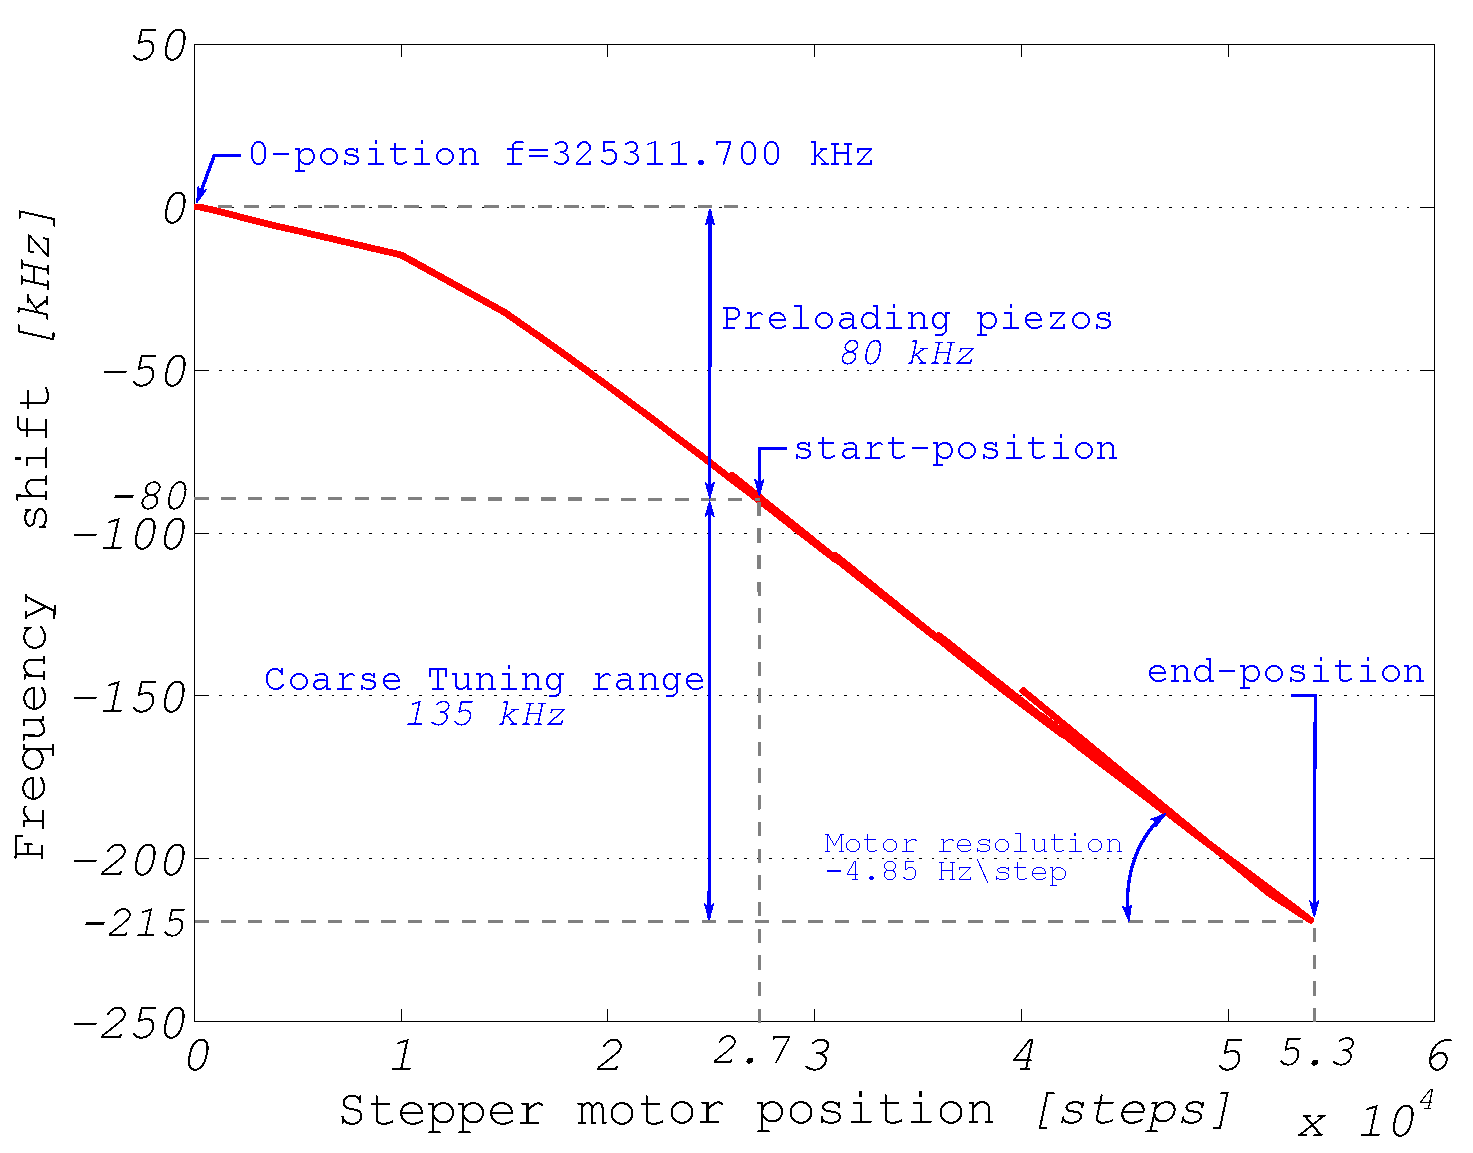 50
0-position f=325311.700 kHz
0
Preloading piezos
80 kHz
-50
start-position
-80
-100
Coarse Tuning range
135 kHz
end-position
-150
Motor resolution
-4.85 Hz\step
-200
-215
-250
0 1 2 2.7 3 4 5 5.3 6
Stepper motor position [steps]
x 10⁴
Frequency shift [kHz]